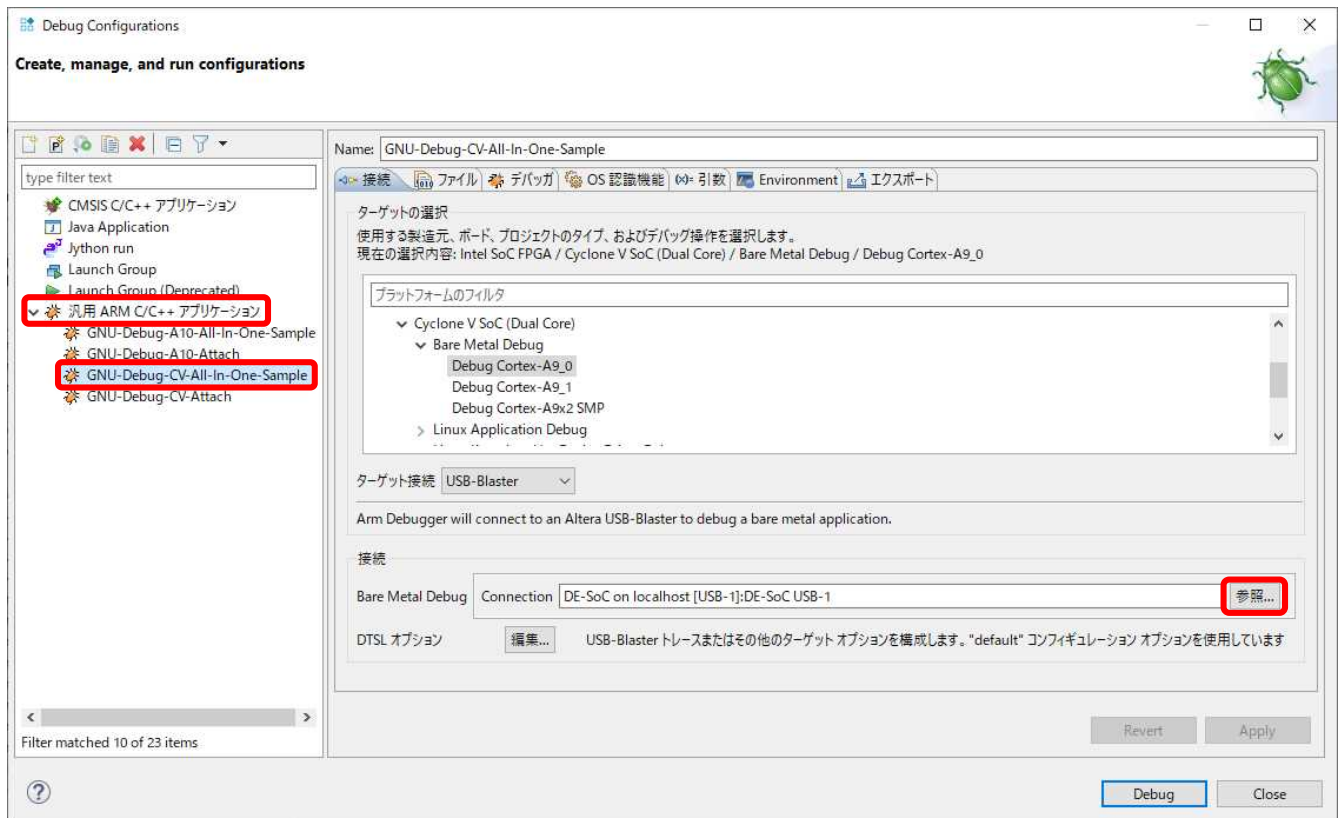 Debug Configurations
Create, manage, and run configurations
type filter text
CMSIS C/C++ アプリケーション
Java Application
Jython run
Launch Group
Launch Group (Deprecated)
汎用 ARM C/C++ アプリケーション
GNU-Debug-A10-All-In-One-Sample
GNU-Debug-A10-Attach
GNU-Debug-CV-All-In-One-Sample
GNU-Debug-CV-Attach
Filter matched 10 of 23 items
Name: GNU-Debug-CV-All-In-One-Sample
接続 ファイル デバッガ OS 認識機能 引数 Environment エクスポート
ターゲットの選択
使用する製造元、ボード、プロジェクトのタイプ、およびデバッグ操作を選択します。
現在の選択内容: Intel SoC FPGA / Cyclone V SoC (Dual Core) / Bare Metal Debug / Debug Cortex-A9_0
プラットフォームのフィルタ
Cyclone V SoC (Dual Core)
Bare Metal Debug
Debug Cortex-A9_0
Debug Cortex-A9_1
Debug Cortex-A9x2 SMP
Linux Application Debug
ターゲット接続 USB-Blaster
Arm Debugger will connect to an Altera USB-Blaster to debug a bare metal application.
接続
Bare Metal Debug Connection DE-SoC on localhost [USB-1]:DE-SoC USB-1 参照...
DTSL オプション 編集... USB-Blaster トレースまたはその他のターゲット オプションを構成します。"default" コンフィギュレーション オプションを使用しています
Revert Apply
Debug Close